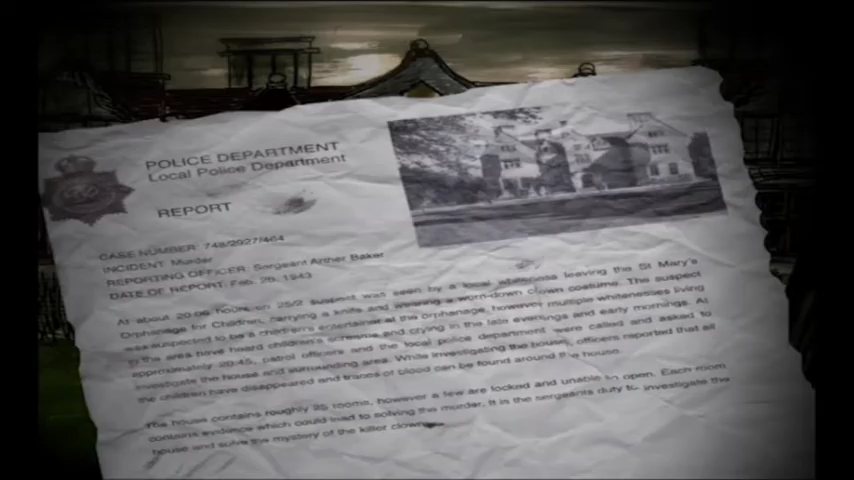 POLICE DEPARTMENT
Local Police Department
REPORT
CASE NUMBER: 748/2927/464
INCIDENT: Murder
REPORTING OFFICER: Sergeant Arther Baker
DATE OF REPORT: Feb. 26, 1943
At about 20:06 hours on 25/2 suspect was seen by a local whiteness leaving the St Mary's
Orphanage for Children, carrying a knife and wearing a worn-down clown costume. The suspect
was suspected to be a children's entertainer at the orphanage, however multiple whitenesses living
in the area have heard children's screams and crying in the late evenings and early mornings. At
approximately 20:45, patrol officers and the local police department were called and asked to
investigate the house and surrounding area. While investigating the house, officers reported that all
the children have disappeared and traces of blood can be found around the house.
The house contains roughly 25 rooms, however a few are locked and unable to open. Each room
contains evidence which could lead to solving the murder. It is the sergeants duty to investigate the
house and solve the mystery of the killer clown